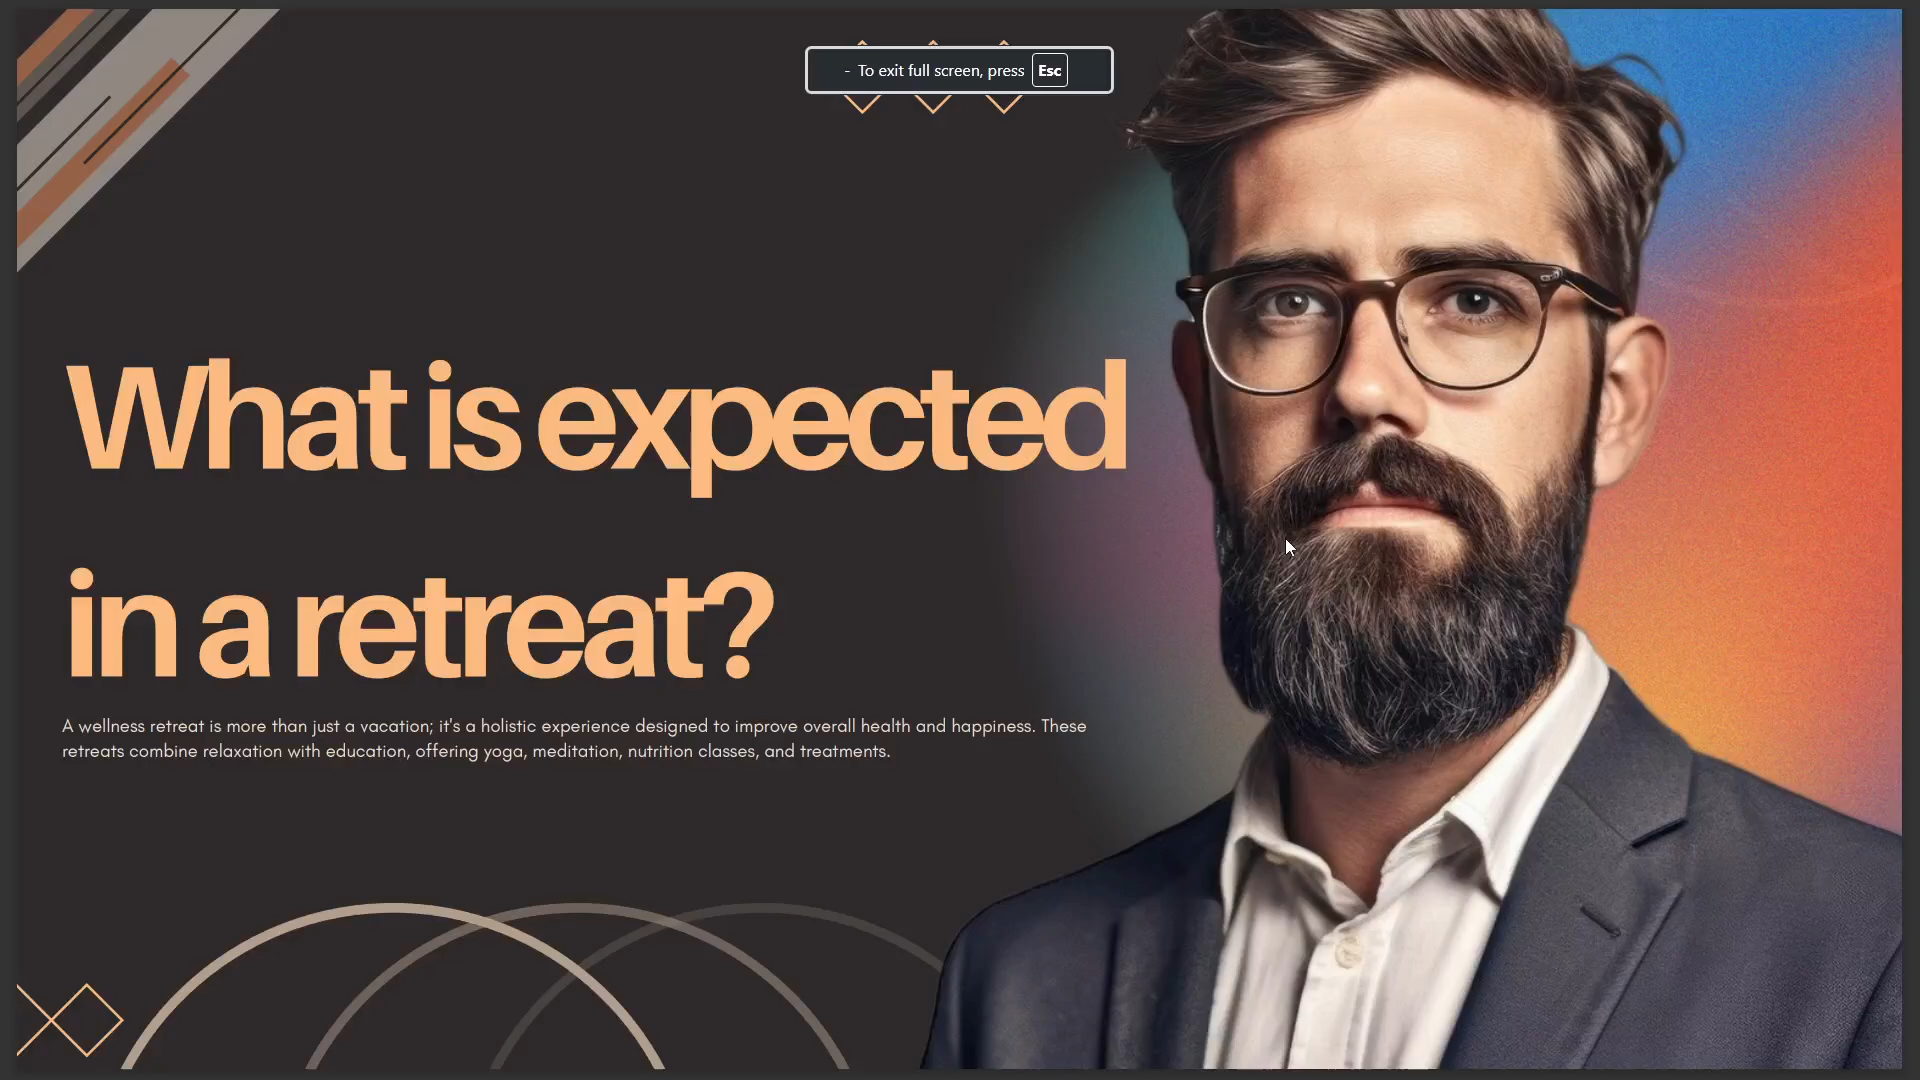 - To exit full screen, press Esc
What is expected
in a retreat?
A wellness retreat is more than just a vacation; it's a holistic experience designed to improve overall health and happiness. These
retreats combine relaxation with education, offering yoga, meditation, nutrition classes, and treatments.